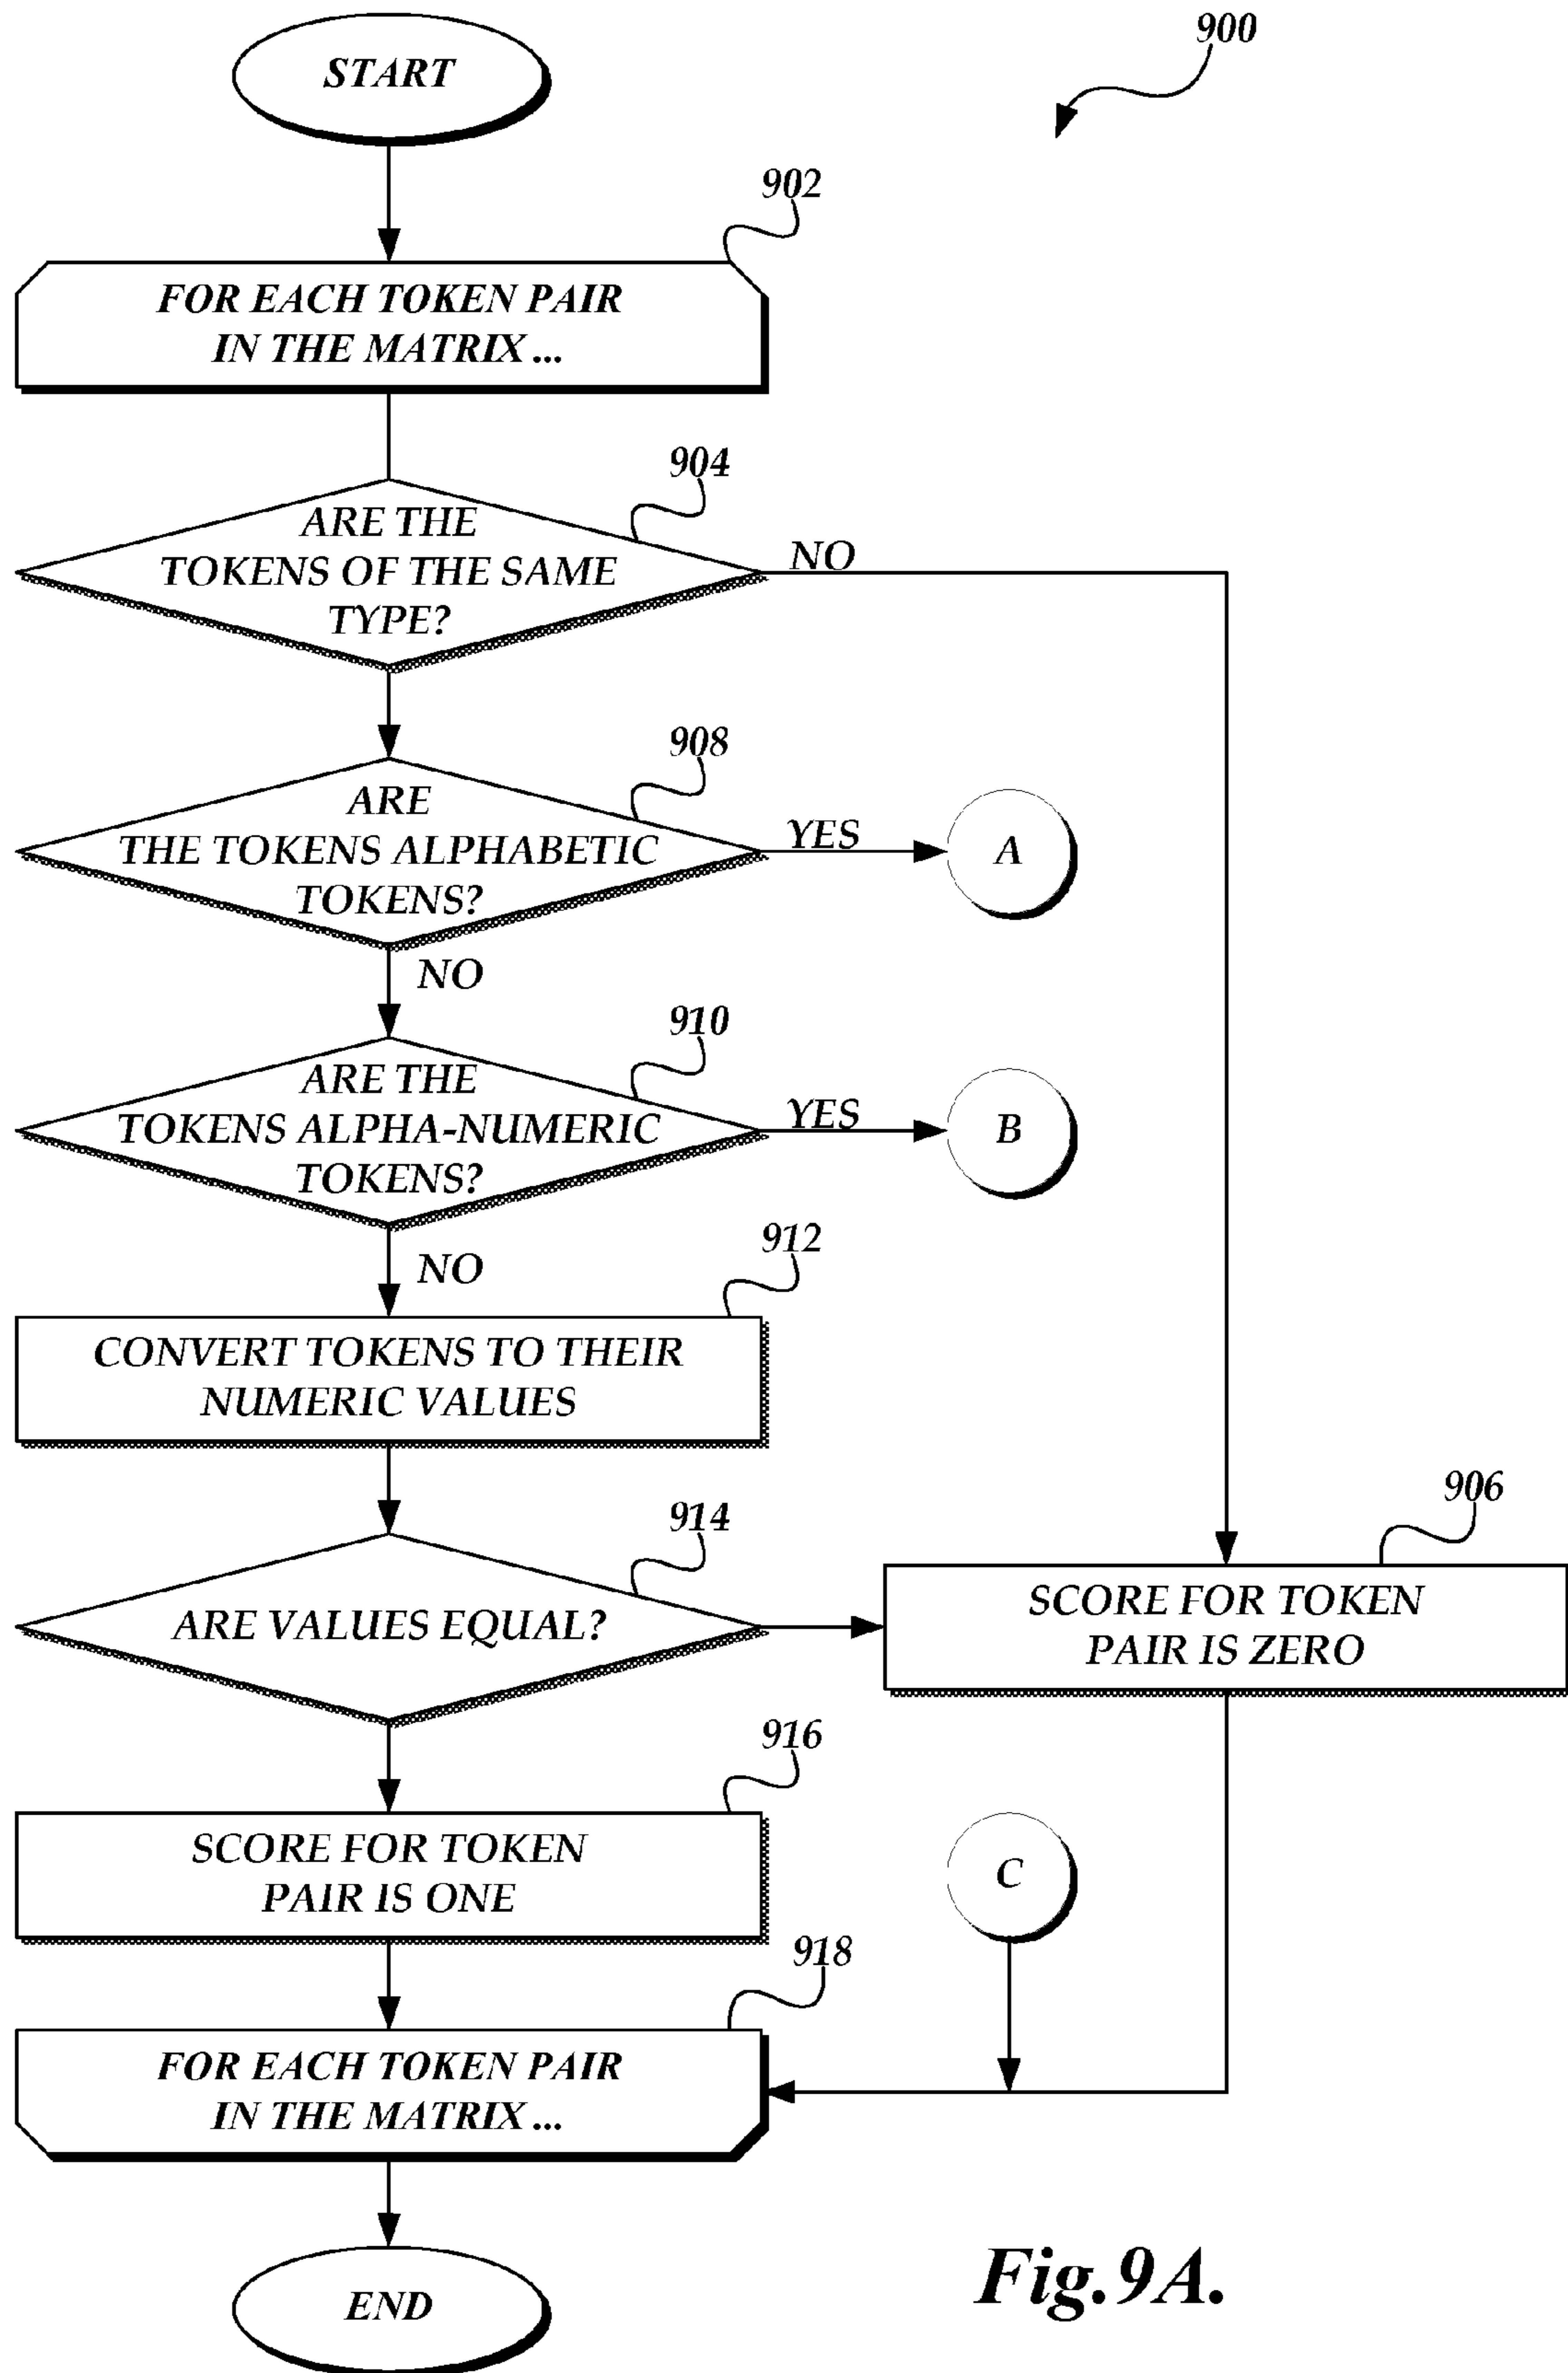 START
900
902
FOR EACH TOKEN PAIR
IN THE MATRIX ...
904
ARE THE
TOKENS OF THE SAME
TYPE?
NO
908
ARE
THE TOKENS ALPHABETIC
TOKENS?
YES
A
NO
910
ARE THE
TOKENS ALPHA-NUMERIC
TOKENS?
YES
B
NO
912
CONVERT TOKENS TO THEIR
NUMERIC VALUES
914
ARE VALUES EQUAL?
906
SCORE FOR TOKEN
PAIR IS ZERO
916
SCORE FOR TOKEN
PAIR IS ONE
C
918
FOR EACH TOKEN PAIR
IN THE MATRIX ...
END
Fig.9A.